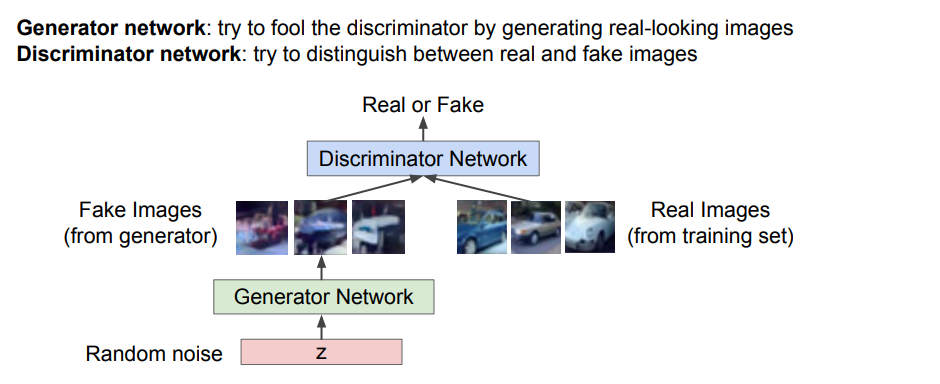 Generator network: try to fool the discriminator by generating real-looking images
Discriminator network: try to distinguish between real and fake images
Real or Fake
Discriminator Network
Fake Images
(from generator)
Real Images
(from training set)
Generator Network
Random noise
z